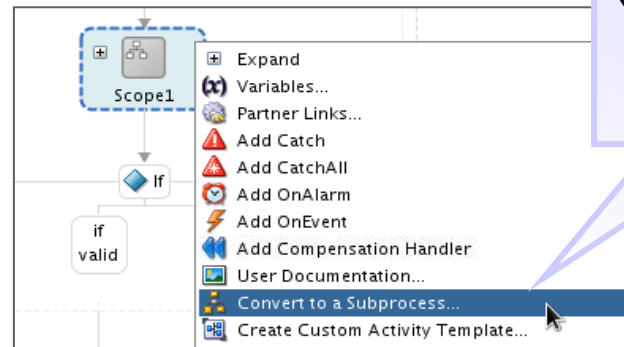 Scope1
If
if
valid
Expand
(x) Variables...
Partner Links...
Add Catch
Add CatchAll
Add OnAlarm
Add OnEvent
Add Compensation Handler
User Documentation...
Convert to a Subprocess...
Create Custom Activity Template...